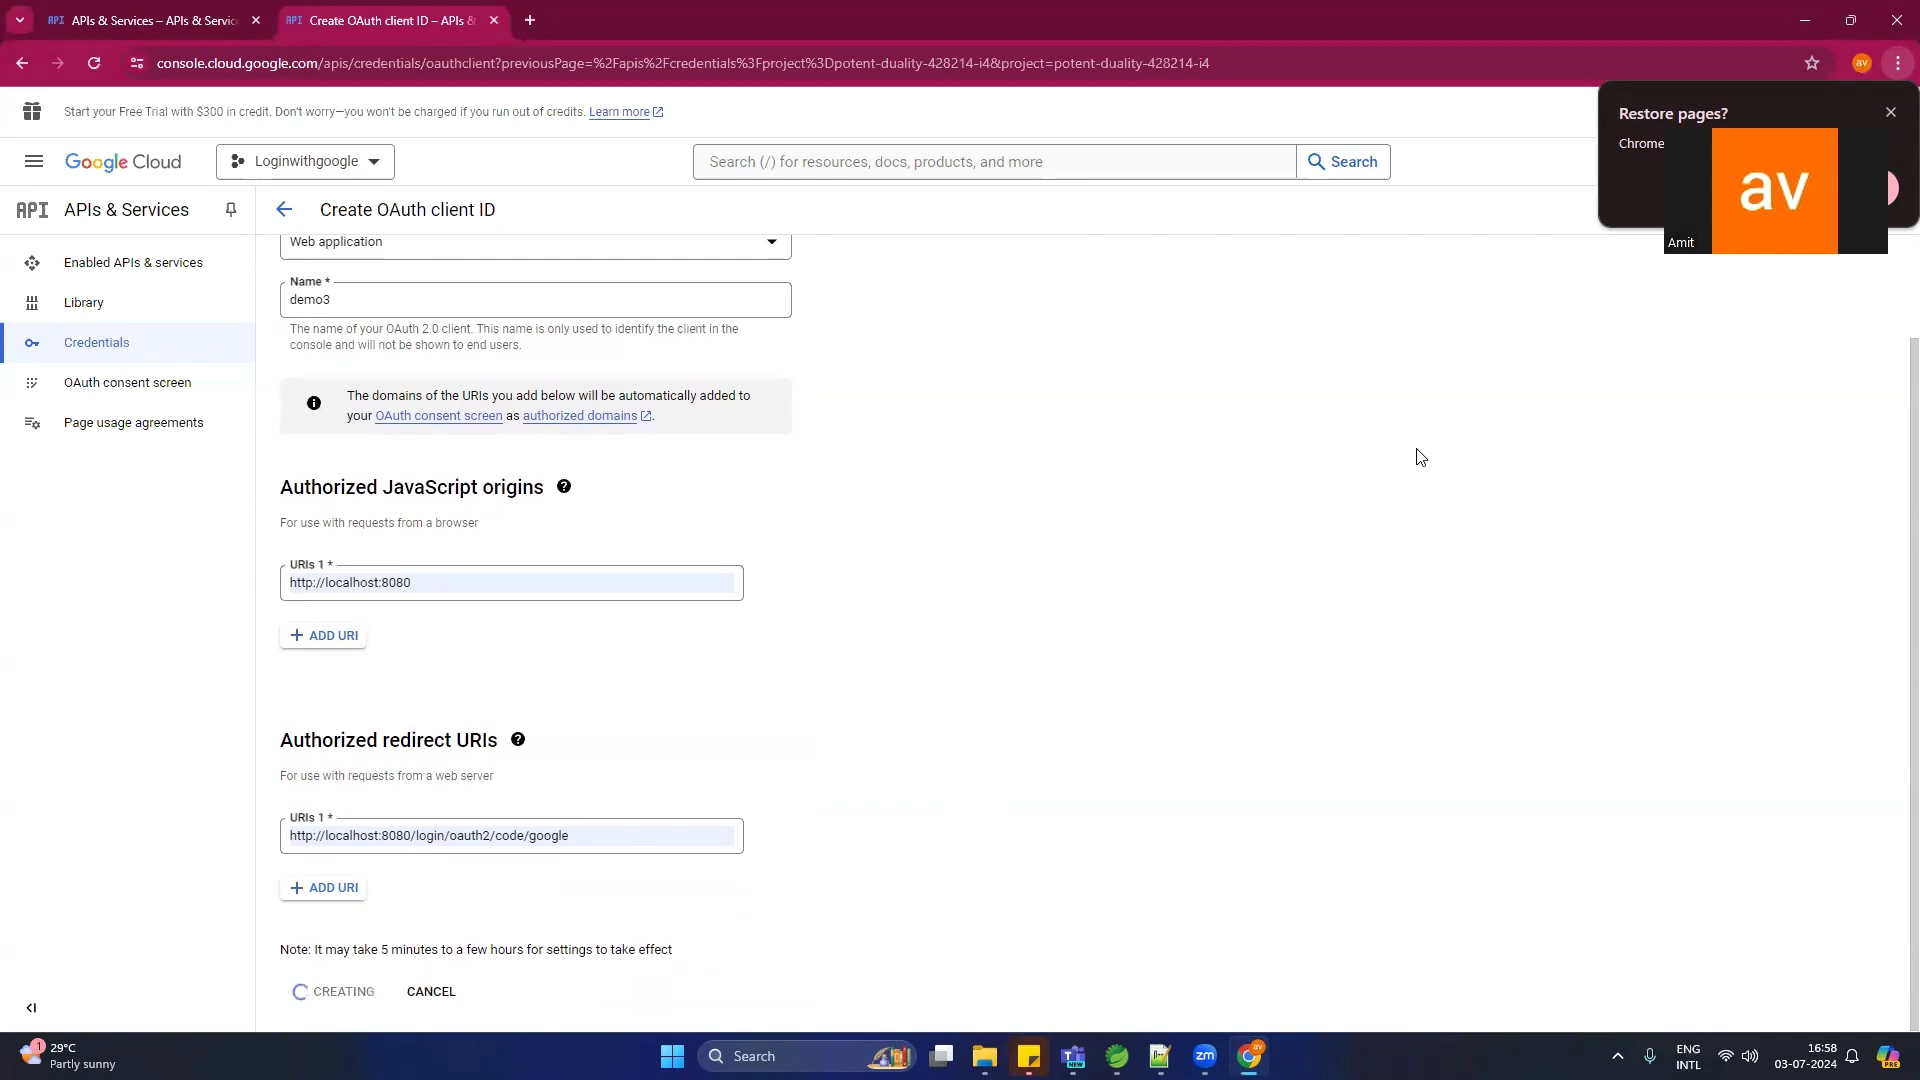 API APIs & Services – APIs & Servic
API Create OAuth client ID – APIs &
console.cloud.google.com/apis/credentials/oauthclient?previousPage=%2Fapis%2Fcredentials%3Fproject%3Dpotent-duality-428214-i4&project=potent-duality-428214-i4
av
Start your Free Trial with $300 in credit. Don't worry—you won't be charged if you run out of credits. Learn more
Restore pages?
Chrome
av
Amit
Google Cloud
Loginwithgoogle
Search (/) for resources, docs, products, and more
Search
API APIs & Services
Create OAuth client ID
Enabled APIs & services
Library
Credentials
OAuth consent screen
Page usage agreements
Web application
Name *
demo3
The name of your OAuth 2.0 client. This name is only used to identify the client in the
console and will not be shown to end users.
The domains of the URIs you add below will be automatically added to
your OAuth consent screen as authorized domains .
Authorized JavaScript origins
For use with requests from a browser
URIs 1 *
http://localhost:8080
ADD URI
Authorized redirect URIs
For use with requests from a web server
URIs 1 *
http://localhost:8080/login/oauth2/code/google
ADD URI
Note: It may take 5 minutes to a few hours for settings to take effect
CREATING CANCEL
1
29°C
Partly sunny
Search
NEW
zm
av
ENG
INTL
16:58
03-07-2024
PRE